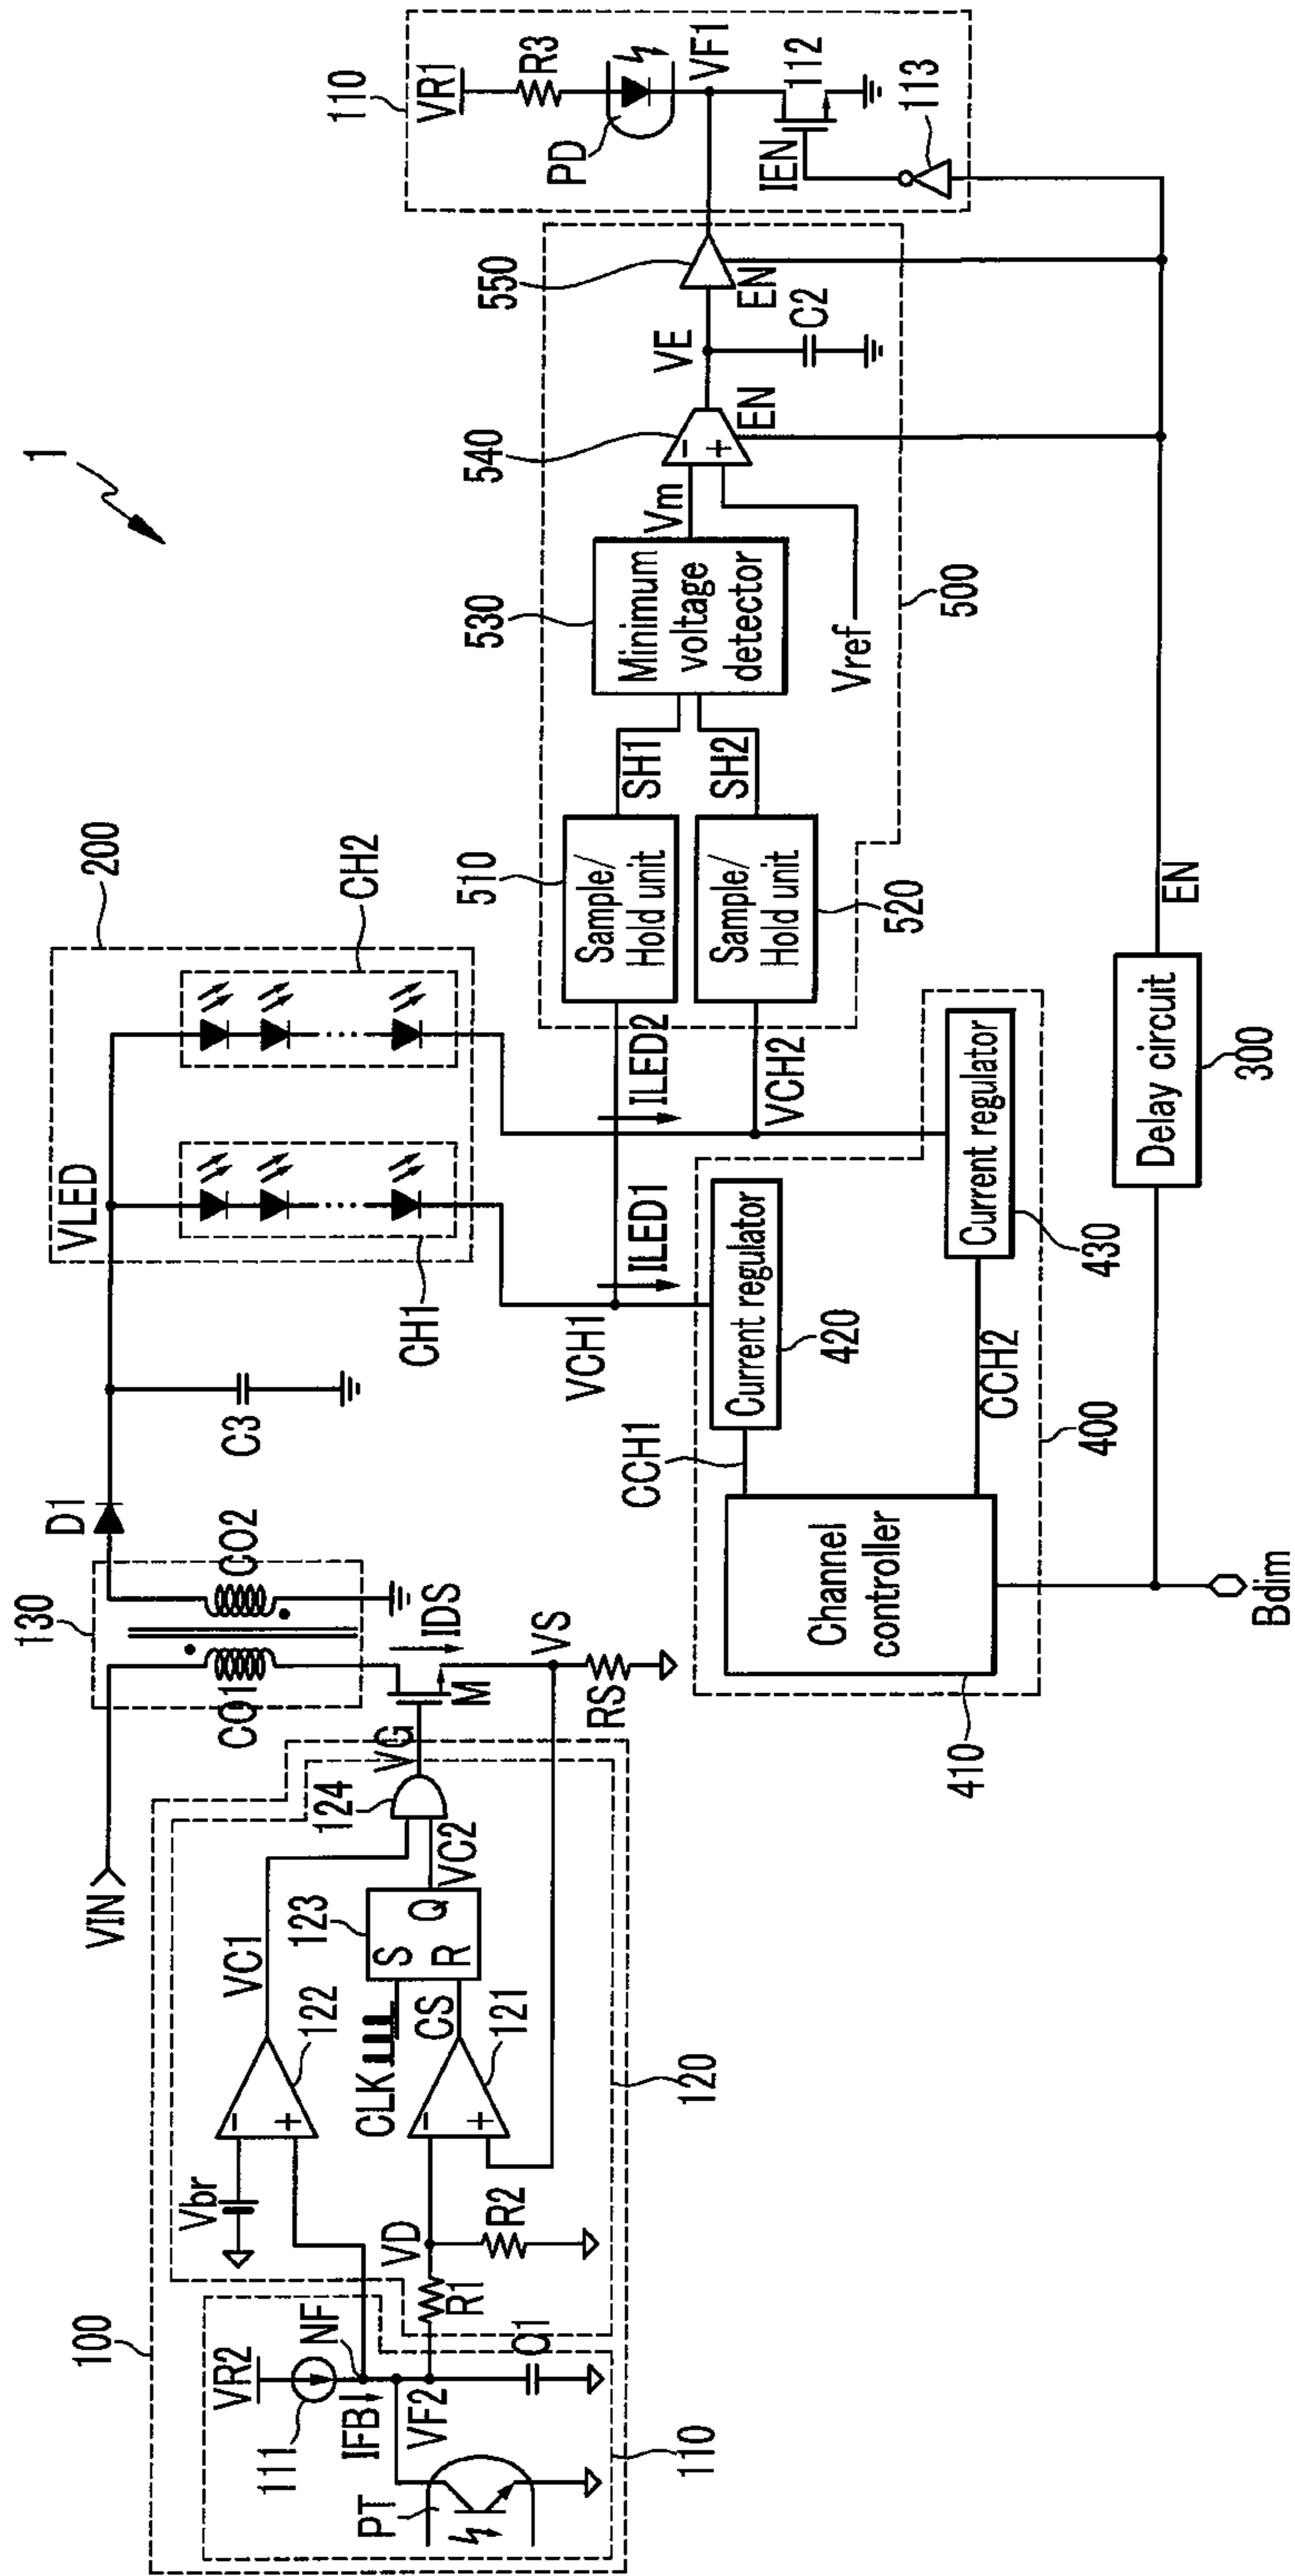 1
100
VR2
111
IFB
NF
VF2
PT
110
C1
R1
VD
R2
Vbr
-
+
122
VC1
CLK
-
+
121
CS
S
R
Q
123
VC2
124
120
VG
VIN
130
CO1
CO2
IDS
M
VS
RS
D1
C3
VLED
200
CH1
CH2
VCH1
ILED1
ILED2
VCH2
CCH1
CCH2
Channel
controller
410
Current regulator
420
Current regulator
430
400
Bdim
Delay circuit
300
EN
Sample/
Hold unit
510
Sample/
Hold unit
520
SH1
SH2
Minimum
voltage
detector
530
Vm
Vref
500
-
+
540
EN
VE
C2
550
EN
110
VR1
R3
PD
VF1
112
IEN
113